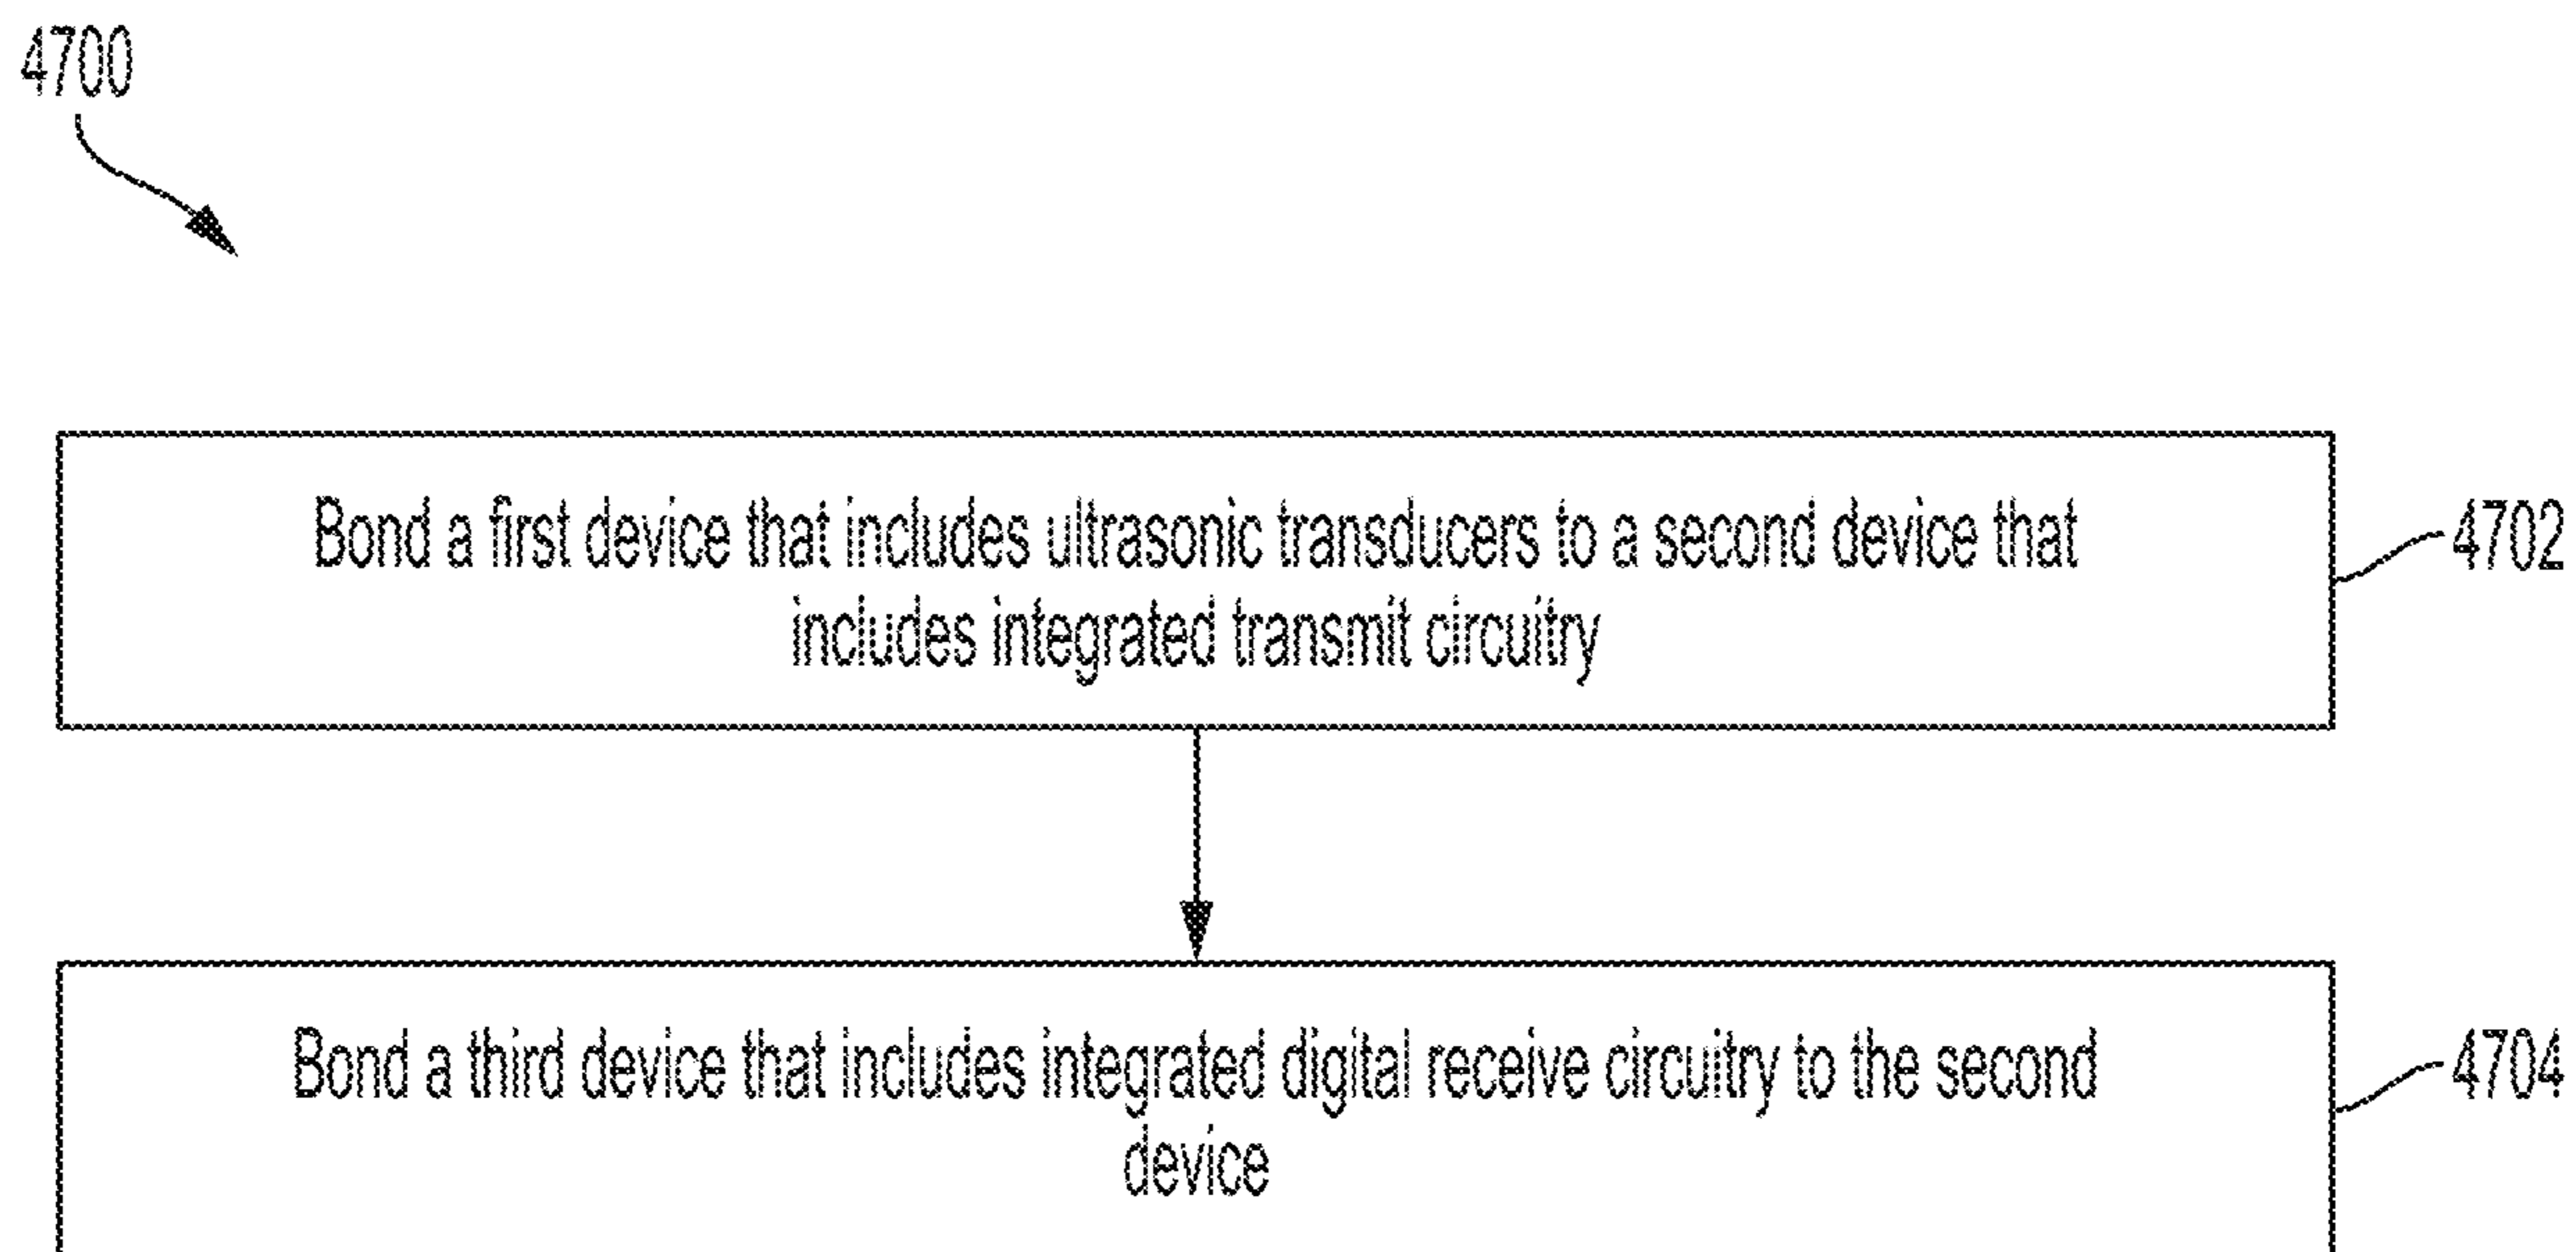 4700
Bond a first device that includes ultrasonic transducers to a second device that
includes integrated transmit circuitry
4702
Bond a third device that includes integrated digital receive circuitry to the second
device
4704